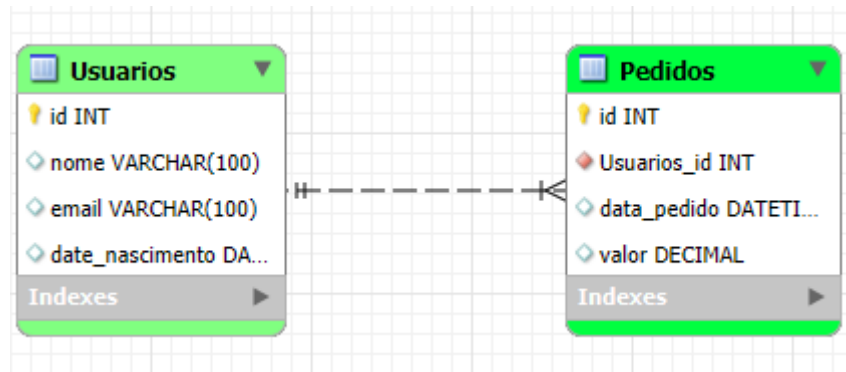 Usuarios
id INT
nome VARCHAR(100)
email VARCHAR(100)
date_nascimento DA...
Indexes
Pedidos
id INT
Usuarios_id INT
data_pedido DATETI...
valor DECIMAL
Indexes